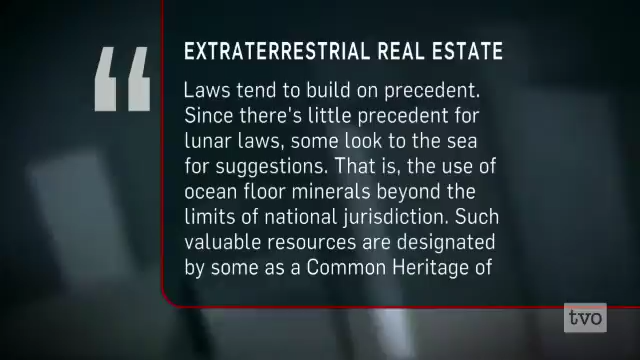 EXTRATERRESTRIAL REAL ESTATE
Laws tend to build on precedent.
Since there's little precedent for
lunar laws, some look to the sea
for suggestions. That is, the use of
ocean floor minerals beyond the
limits of national jurisdiction. Such
valuable resources are designated
by some as a Common Heritage of
tvo